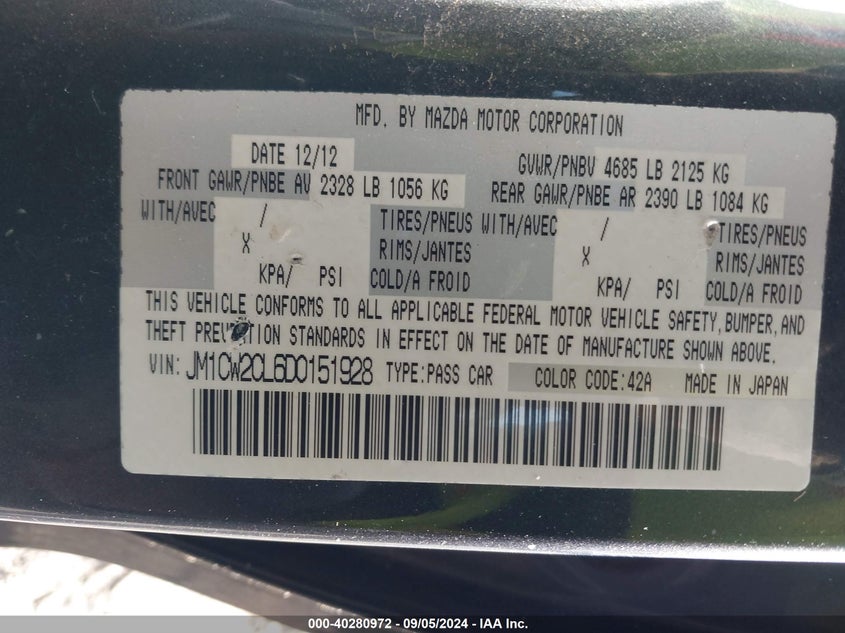 MFD. BY MAZDA MOTOR CORPORATION
DATE 12/12
GVWR/PNBV 4685 LB 2125 KG
FRONT GAWR/PNBE AV 2328 LB 1056 KG
REAR GAWR/PNBE AR 2390 LB 1084 KG
WITH/AVEC / TIRES/PNEUS WITH/AVEC / TIRES/PNEUS
X RIMS/JANTES X RIMS/JANTES
KPA/ PSI COLD/A FROID KPA/ PSI COLD/A FROID
THIS VEHICLE CONFORMS TO ALL APPLICABLE FEDERAL MOTOR VEHICLE SAFETY, BUMPER, AND
THEFT PREVENTION STANDARDS IN EFFECT ON THE DATE OF MANUFACTURE SHOWN ABOVE.
VIN: JM1CW2CL6D0151928 TYPE:PASS CAR COLOR CODE:42A MADE IN JAPAN
000-40280972 - 09/05/2024 - IAA Inc.